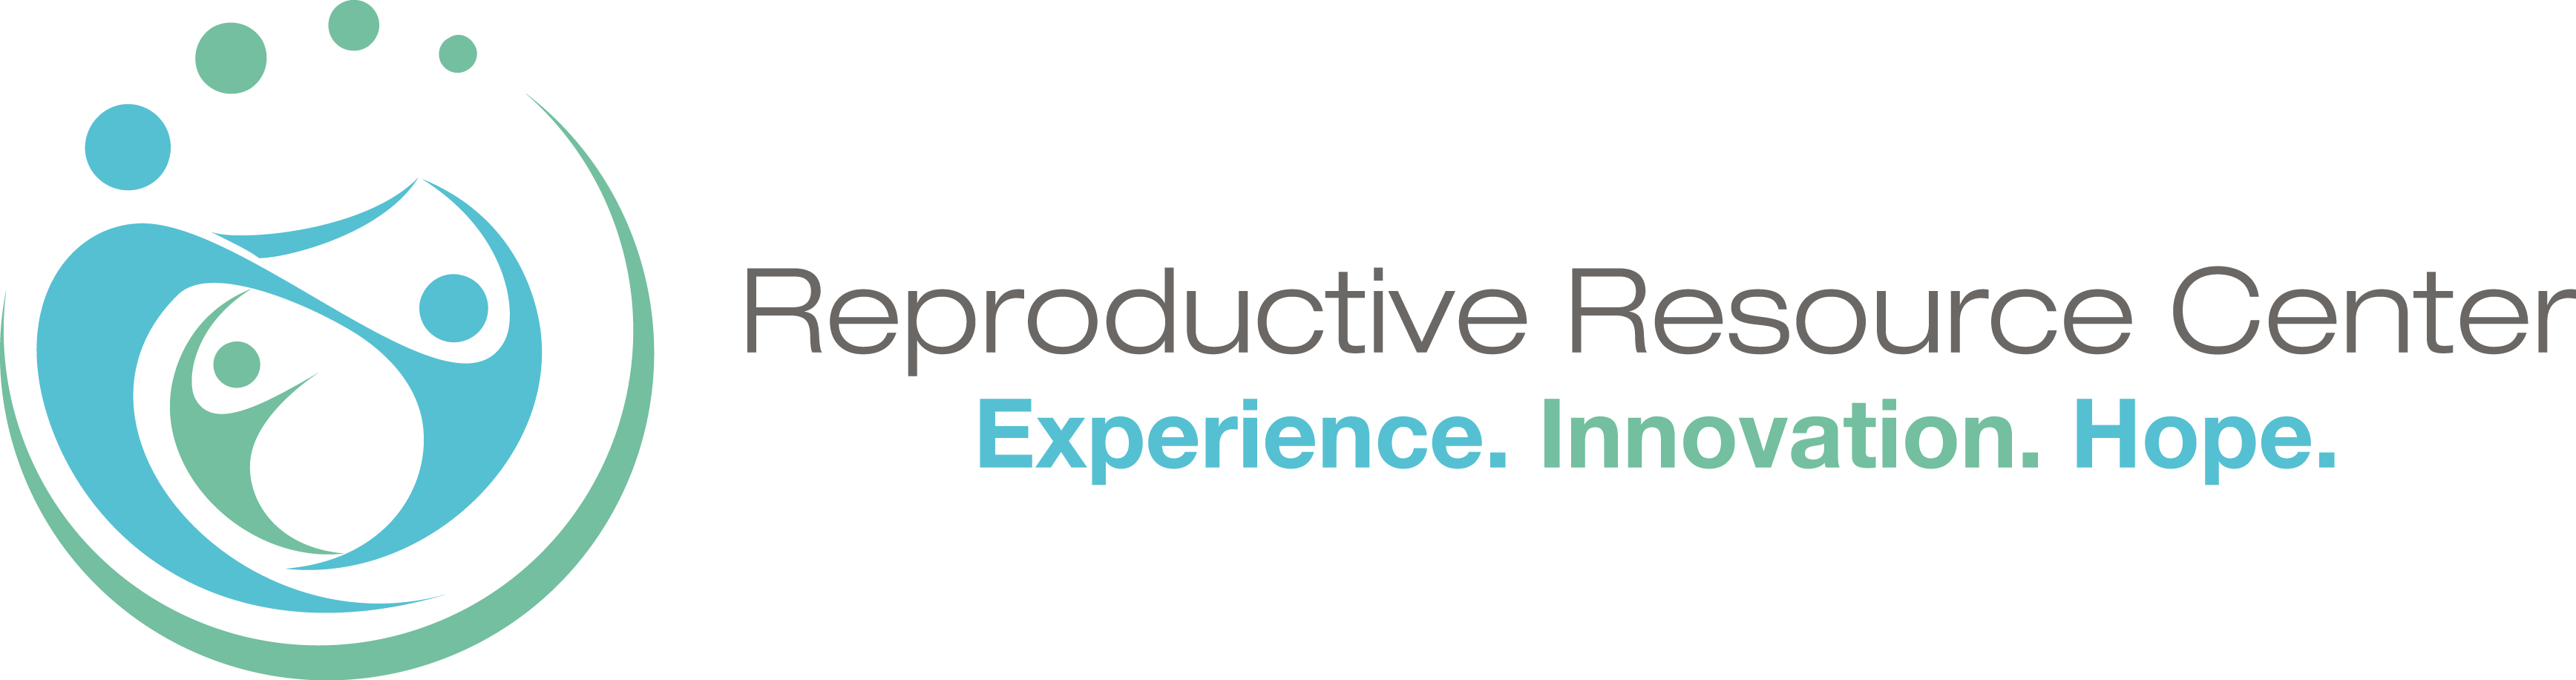 Reproductive Resource Center
Experience. Innovation. Hope.